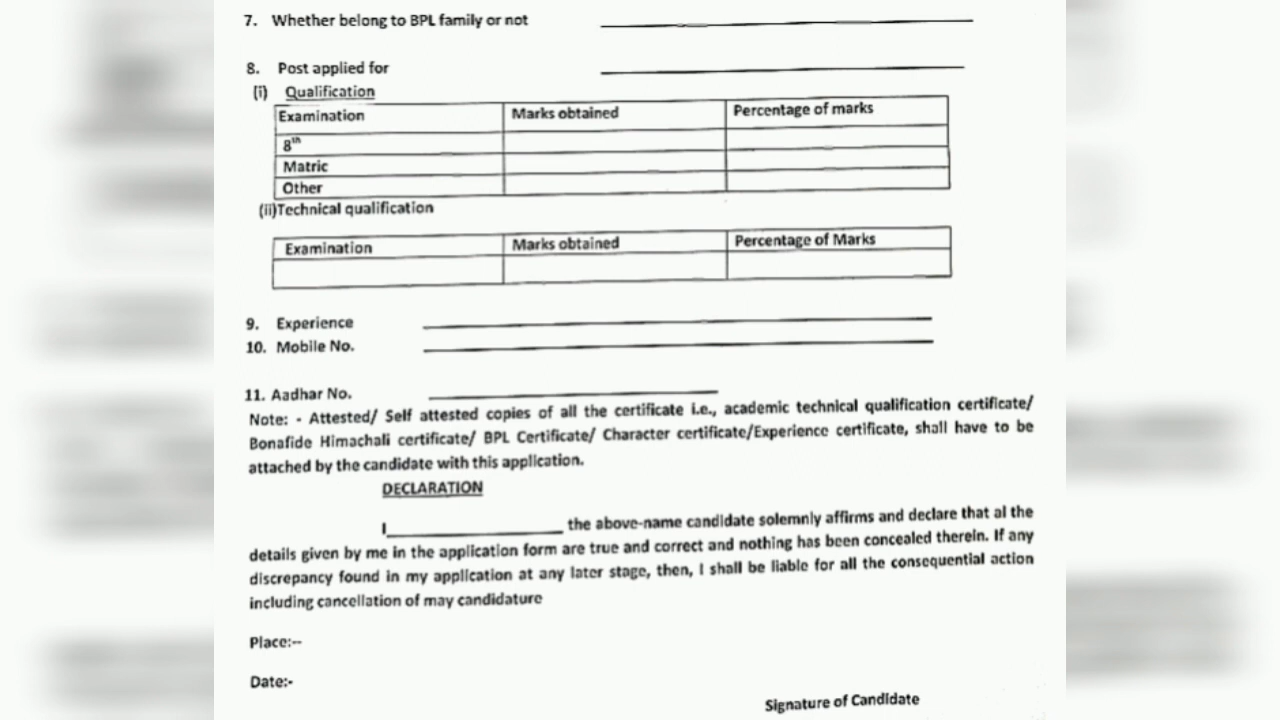 7. Whether belong to BPL family or not
8. Post applied for
(i) Qualification
Examination Marks obtained Percentage of marks
8th
Matric
Other
(ii)Technical qualification
Examination Marks obtained Percentage of Marks
9. Experience
10. Mobile No.
11. Aadhar No.
Note: - Attested/ Self attested copies of all the certificate i.e., academic technical qualification certificate/
Bonafide Himachali certificate/ BPL Certificate/ Character certificate/Experience certificate, shall have to be
attached by the candidate with this application.
DECLARATION
I____________________ the above-name candidate solemnly affirms and declare that al the
details given by me in the application form are true and correct and nothing has been concealed therein. If any
discrepancy found in my application at any later stage, then, I shall be liable for all the consequential action
including cancellation of may candidature
Place:--
Date:-
Signature of Candidate